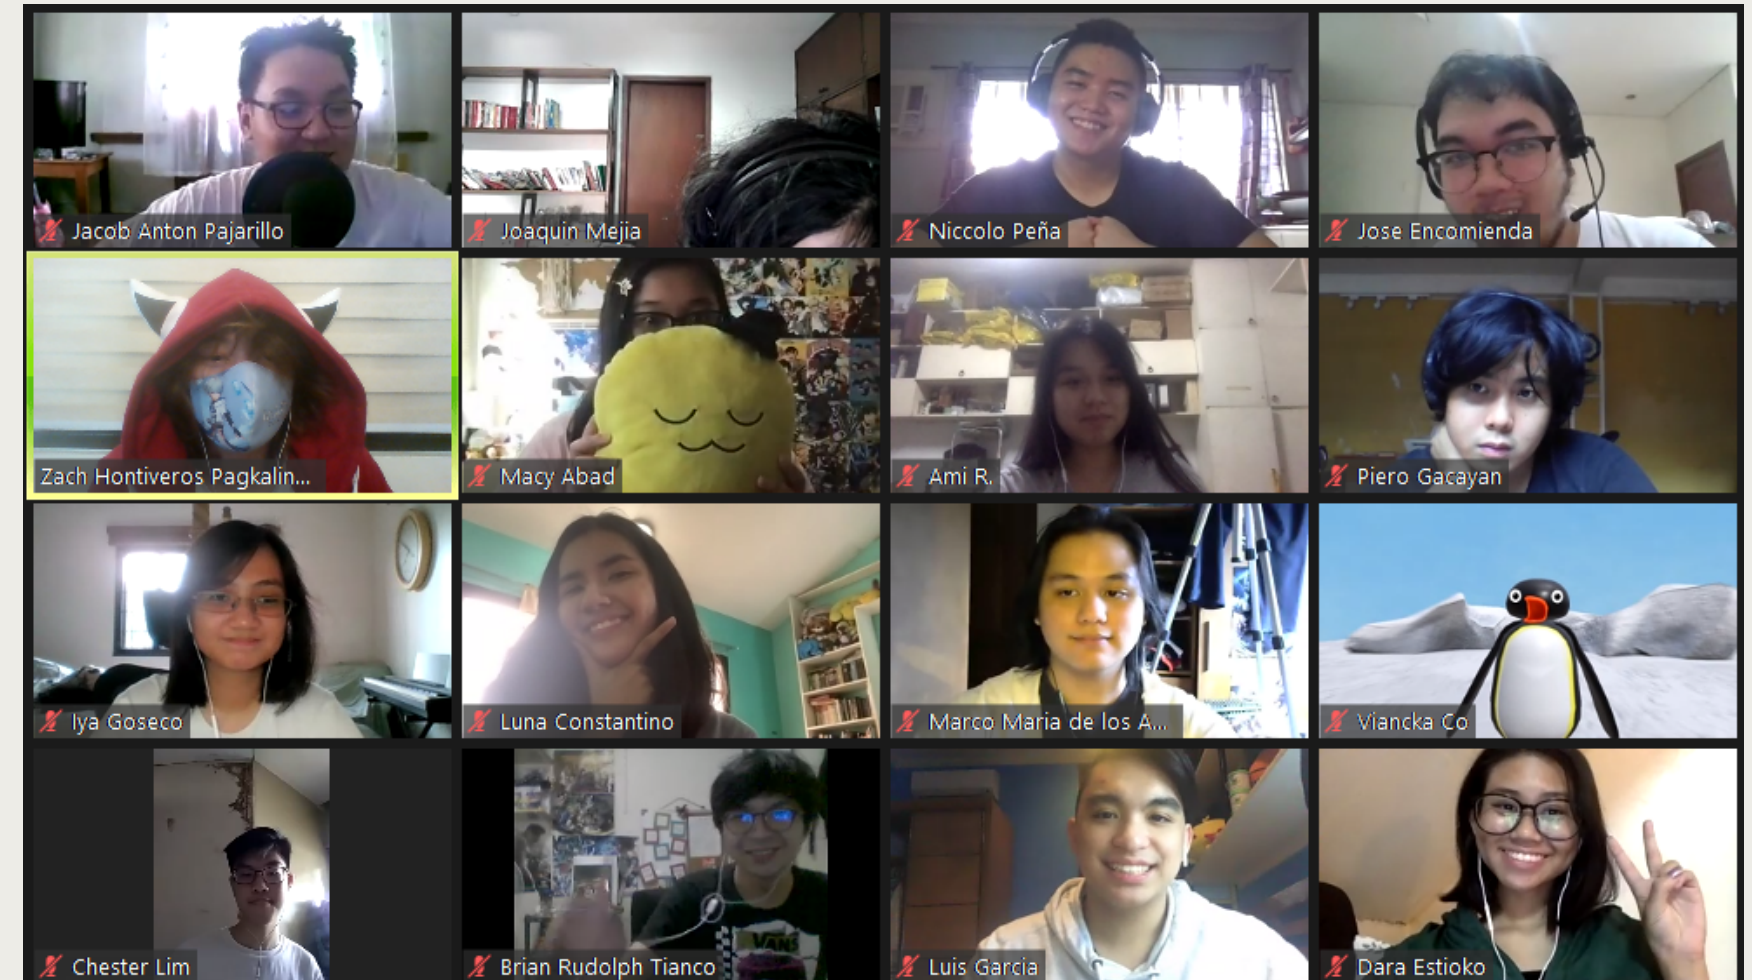 Jacob Anton Pajarillo
Joaquin Mejia
Niccolo Peña
Jose Encomienda
Zach Hontiveros Pagkalin...
Macy Abad
Ami R.
Piero Gacayan
Iya Goseco
Luna Constantino
Marco Maria de los A...
Viancka Co
Chester Lim
Brian Rudolph Tianco
VANS
Luis Garcia
Dara Estioko